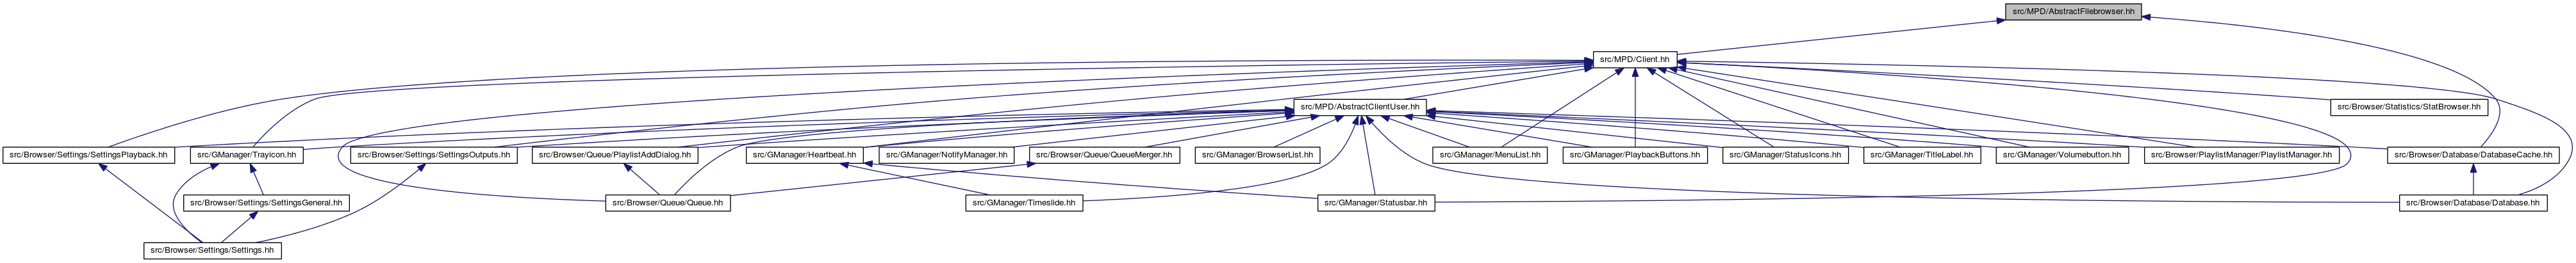 src/MPD/AbstractFilebrowser.hh
src/MPD/Client.hh
src/MPD/AbstractClientUser.hh
src/Browser/Statistics/StatBrowser.hh
src/Browser/Settings/SettingsPlayback.hh
src/GManager/Trayicon.hh
src/Browser/Settings/SettingsOutputs.hh
src/Browser/Queue/PlaylistAddDialog.hh
src/GManager/Heartbeat.hh
src/GManager/NotifyManager.hh
src/Browser/Queue/QueueMerger.hh
src/GManager/BrowserList.hh
src/GManager/MenuList.hh
src/GManager/PlaybackButtons.hh
src/GManager/StatusIcons.hh
src/GManager/TitleLabel.hh
src/GManager/Volumebutton.hh
src/Browser/PlaylistManager/PlaylistManager.hh
src/Browser/Database/DatabaseCache.hh
src/Browser/Settings/SettingsGeneral.hh
src/Browser/Queue/Queue.hh
src/GManager/Timeslide.hh
src/GManager/Statusbar.hh
src/Browser/Database/Database.hh
src/Browser/Settings/Settings.hh